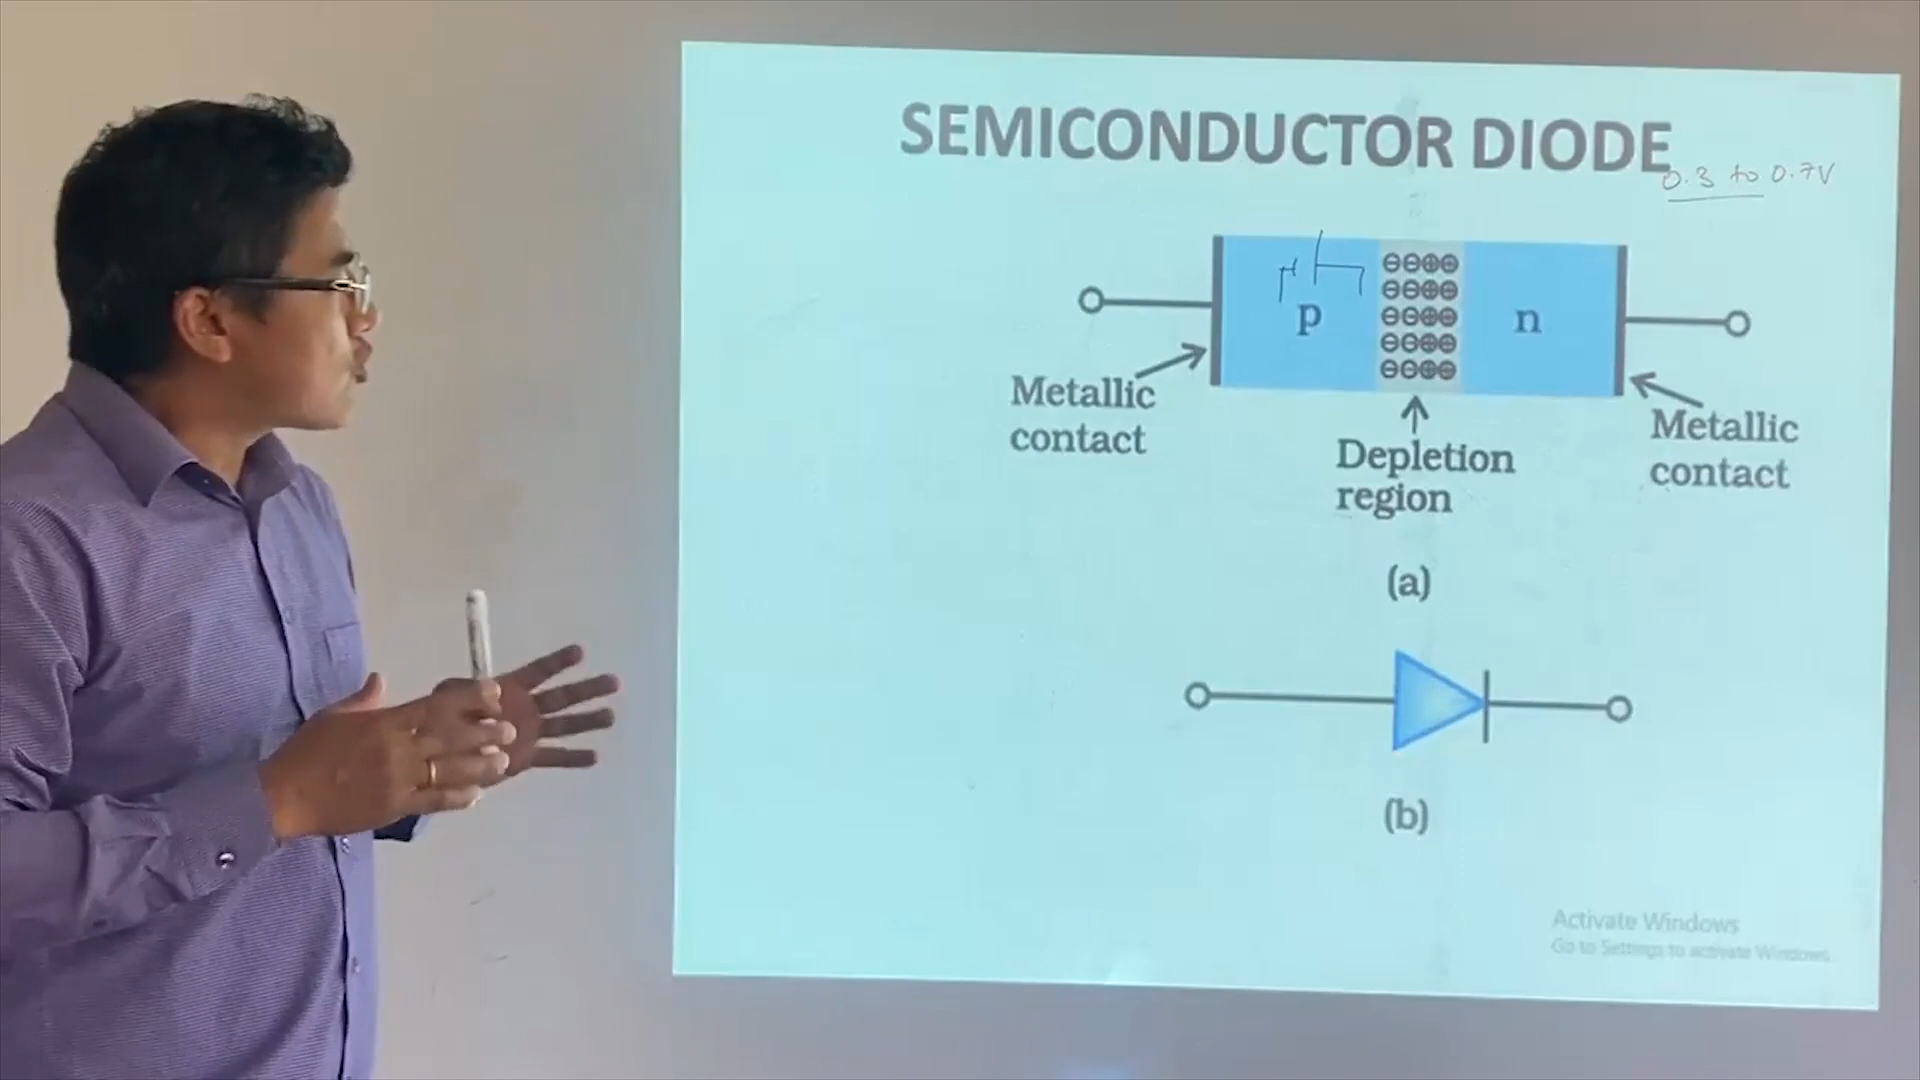 SEMICONDUCTOR DIODE
0.3 to 0.7V
p
n
⊖⊖⊕⊕
⊖⊖⊕⊕
⊖⊖⊕⊕
⊖⊖⊕⊕
⊖⊖⊕⊕
Metallic
contact
Depletion
region
Metallic
contact
(a)
(b)
Activate Windows
Go to Settings to activate Windows.